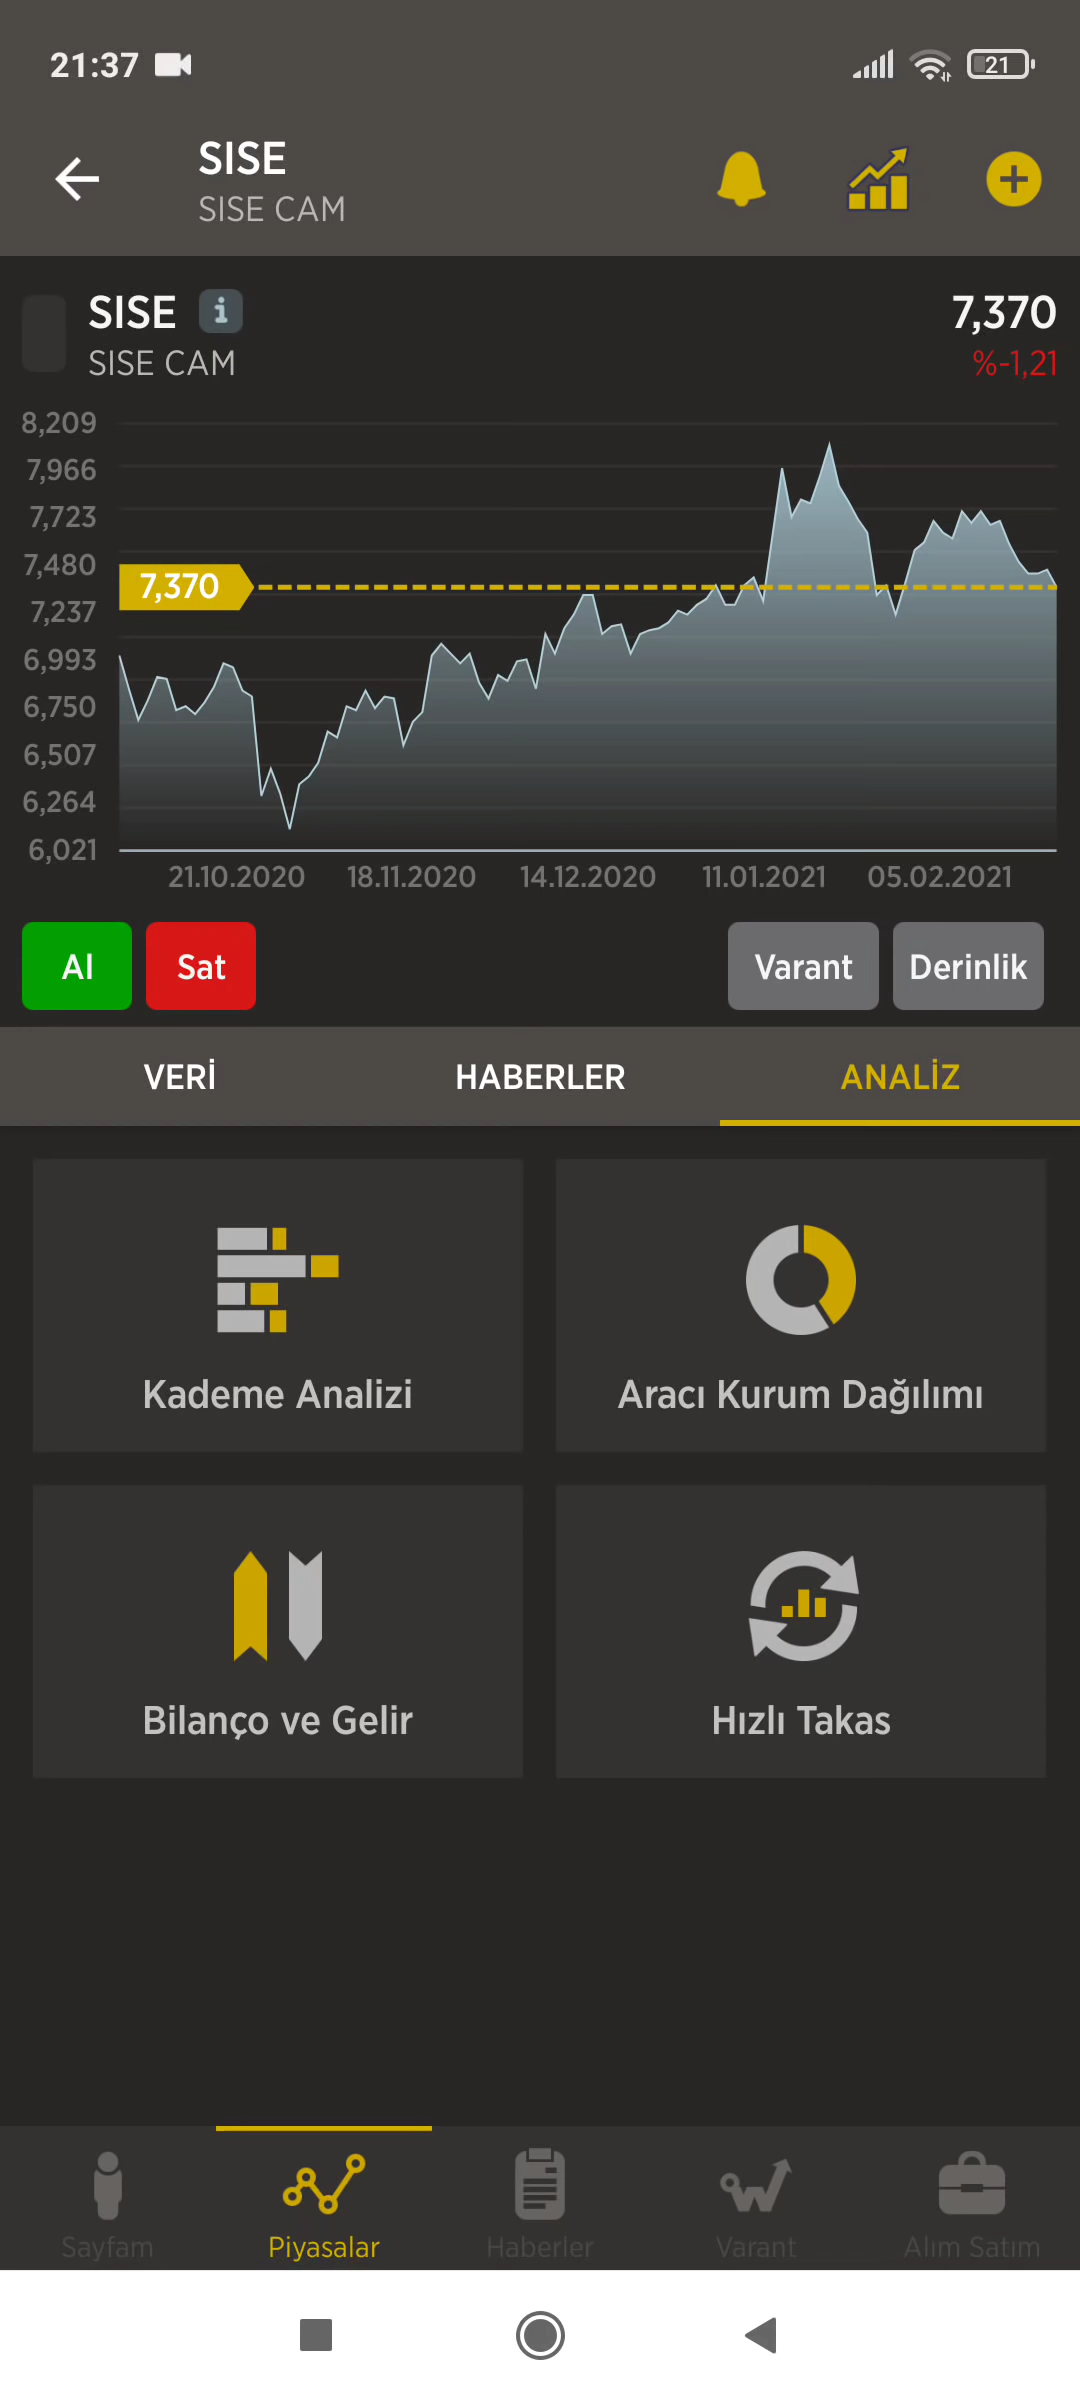 21:37
21
SISE
SISE CAM
SISE
SISE CAM
7,370
%-1,21
8,209
7,966
7,723
7,480
7,370
7,237
6,993
6,750
6,507
6,264
6,021
21.10.2020 18.11.2020 14.12.2020 11.01.2021 05.02.2021
Al Sat Varant Derinlik
VERİ HABERLER ANALİZ
Kademe Analizi Aracı Kurum Dağılımı
Bilanço ve Gelir Hızlı Takas
Sayfam Piyasalar Haberler Varant Alım Satım